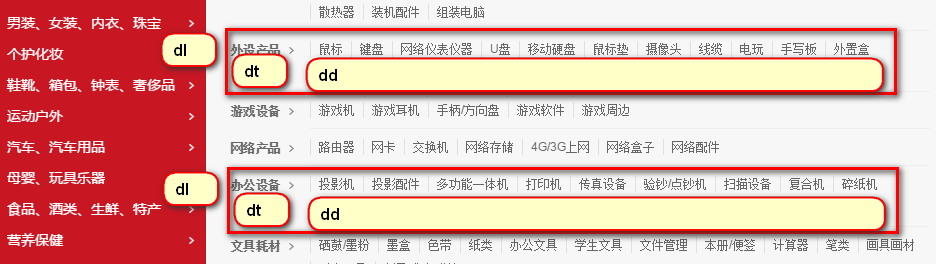 散热器 装机配件 组装电脑
男装、女装、内衣、珠宝 >
个护化妆
dl
外设产品 > 鼠标 键盘 网络仪表仪器 U盘 移动硬盘 鼠标垫 摄像头 线缆 电玩 手写板 外置盒
dt dd
鞋靴、箱包、钟表、奢侈品 >
运动户外 >
游戏设备 > 游戏机 游戏耳机 手柄/方向盘 游戏软件 游戏周边
汽车、汽车用品 >
网络产品 > 路由器 网卡 交换机 网络存储 4G/3G上网 网络盒子 网络配件
母婴、玩具乐器
dl
办公设备 > 投影机 投影配件 多功能一体机 打印机 传真设备 验钞/点钞机 扫描设备 复合机 碎纸机
dt dd
食品、酒类、生鲜、特产 >
营养保健 >
文具耗材 > 硒鼓/墨粉 墨盒 色带 纸类 办公文具 学生文具 文件管理 本册/便签 计算器 笔类 画具画材